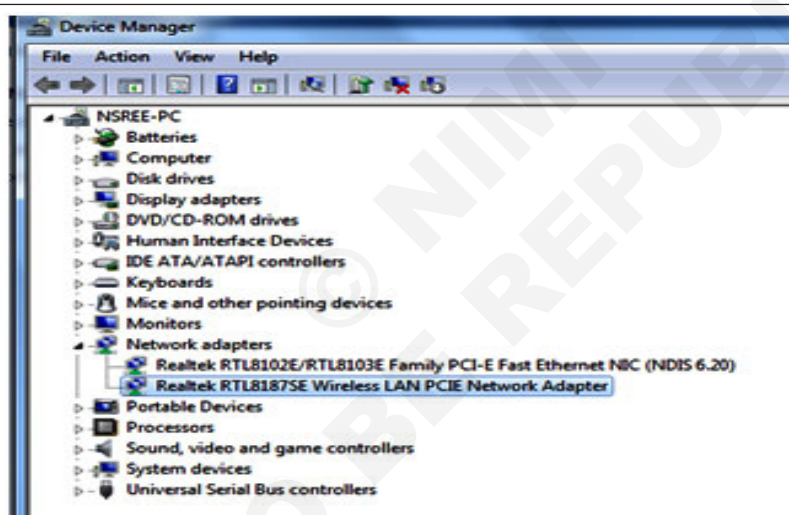 Device Manager
File Action View Help
NSREE-PC
Batteries
Computer
Disk drives
Display adapters
DVD/CD-ROM drives
Human Interface Devices
IDE ATA/ATAPI controllers
Keyboards
Mice and other pointing devices
Monitors
Network adapters
Realtek RTL8102E/RTL8103E Family PCI-E Fast Ethernet NIC (NDIS 6.20)
Realtek RTL8187SE Wireless LAN PCIE Network Adapter
Portable Devices
Processors
Sound, video and game controllers
System devices
Universal Serial Bus controllers
© NIMI
BE REPUB